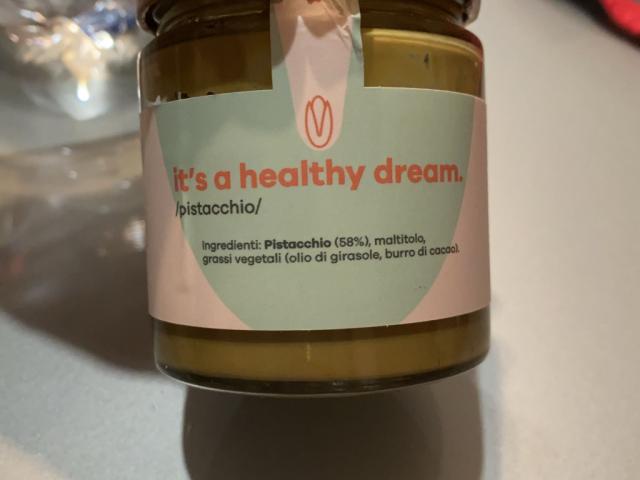 it's a healthy dream.
/pistacchio/
Ingredienti: Pistacchio (58%), maltitolo,
grassi vegetali (olio di girasole, burro di cacao).